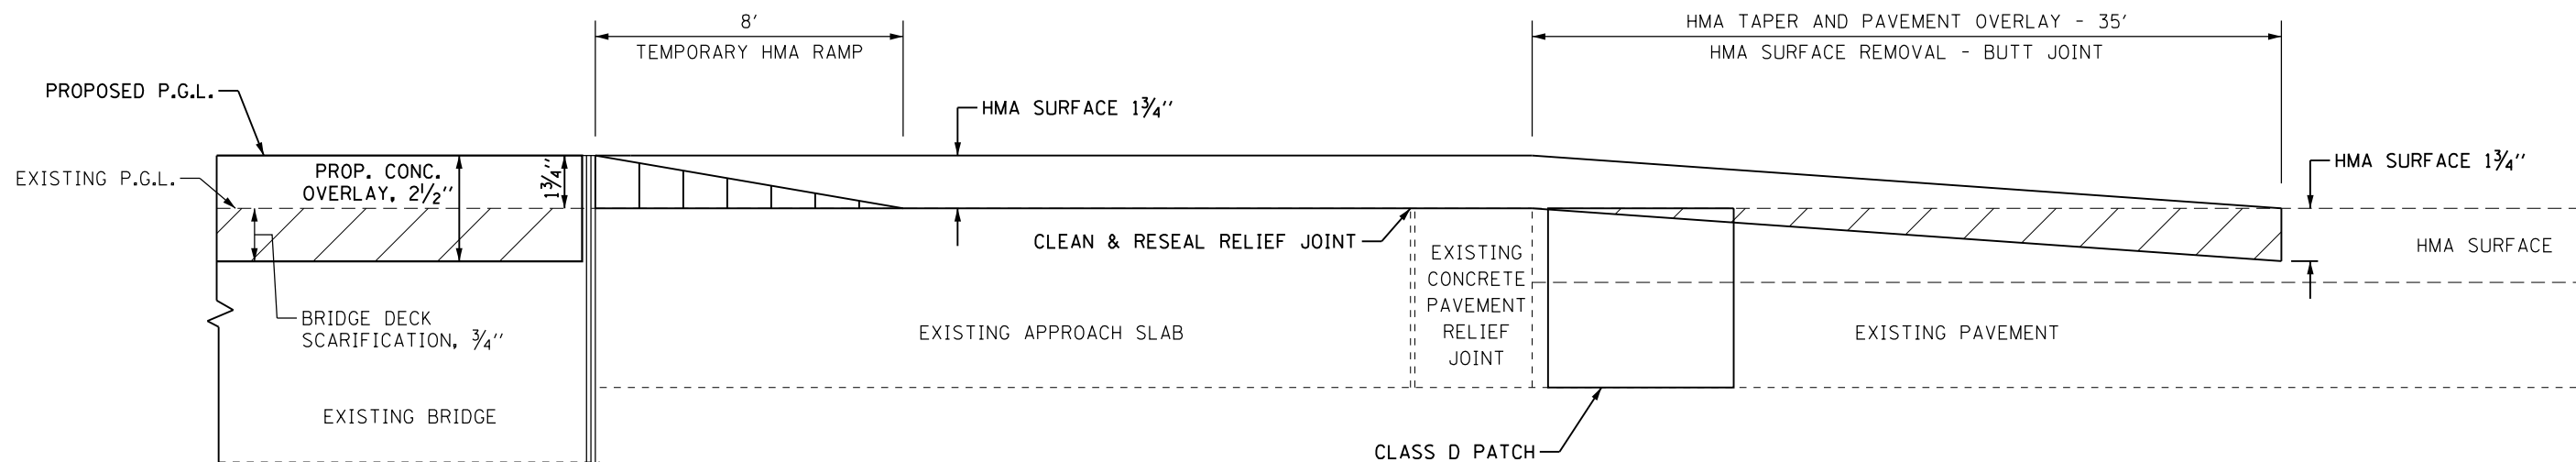 8'
TEMPORARY HMA RAMP
HMA TAPER AND PAVEMENT OVERLAY - 35'
HMA SURFACE REMOVAL - BUTT JOINT
PROPOSED P.G.L.
HMA SURFACE 1¾"
EXISTING P.G.L.
PROP. CONC.
OVERLAY, 2½"
1¾"
HMA SURFACE 1¾"
CLEAN & RESEAL RELIEF JOINT
EXISTING
CONCRETE
PAVEMENT
RELIEF
JOINT
HMA SURFACE
BRIDGE DECK
SCARIFICATION, ¾"
EXISTING APPROACH SLAB
EXISTING PAVEMENT
EXISTING BRIDGE
CLASS D PATCH